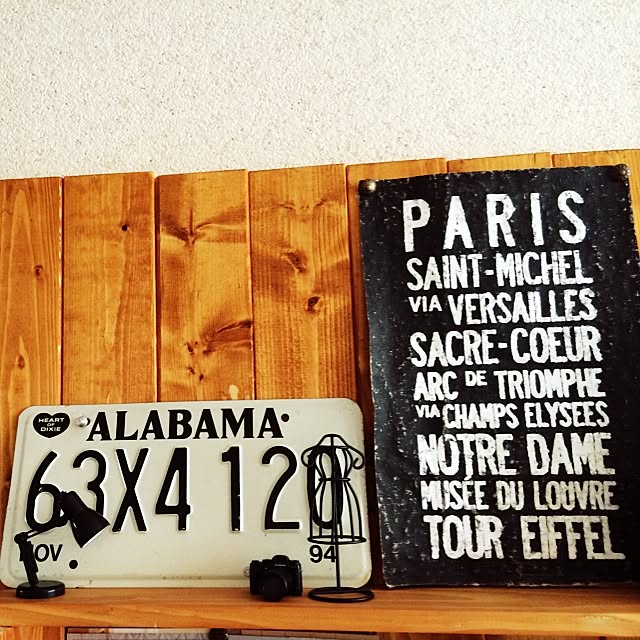 HEART
OF
DIXIE
ALABAMA
63X4 120
NOV 94
PARIS
SAINT-MICHEL
VIA VERSAILLES
SACRE-COEUR
ARC DE TRIOMPHE
VIA CHAMPS ELYSEES
NOTRE DAME
MUSÉE DU LOUVRE
TOUR EIFFEL